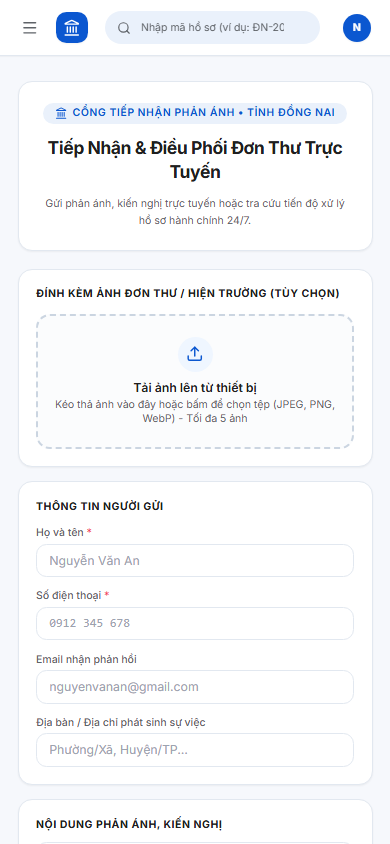 Nhập mã hồ sơ (ví dụ: ĐN-20
N
CỔNG TIẾP NHẬN PHẢN ÁNH • TỈNH ĐỒNG NAI
Tiếp Nhận & Điều Phối Đơn Thư Trực
Tuyến
Gửi phản ánh, kiến nghị trực tuyến hoặc tra cứu tiến độ xử lý
hồ sơ hành chính 24/7.
ĐÍNH KÈM ẢNH ĐƠN THƯ / HIỆN TRƯỜNG (TÙY CHỌN)
Tải ảnh lên từ thiết bị
Kéo thả ảnh vào đây hoặc bấm để chọn tệp (JPEG, PNG,
WebP) - Tối đa 5 ảnh
THÔNG TIN NGƯỜI GỬI
Họ và tên *
Nguyễn Văn An
Số điện thoại *
0912 345 678
Email nhận phản hồi
nguyenvanan@gmail.com
Địa bàn / Địa chỉ phát sinh sự việc
Phường/Xã, Huyện/TP...
NỘI DUNG PHẢN ÁNH, KIẾN NGHỊ